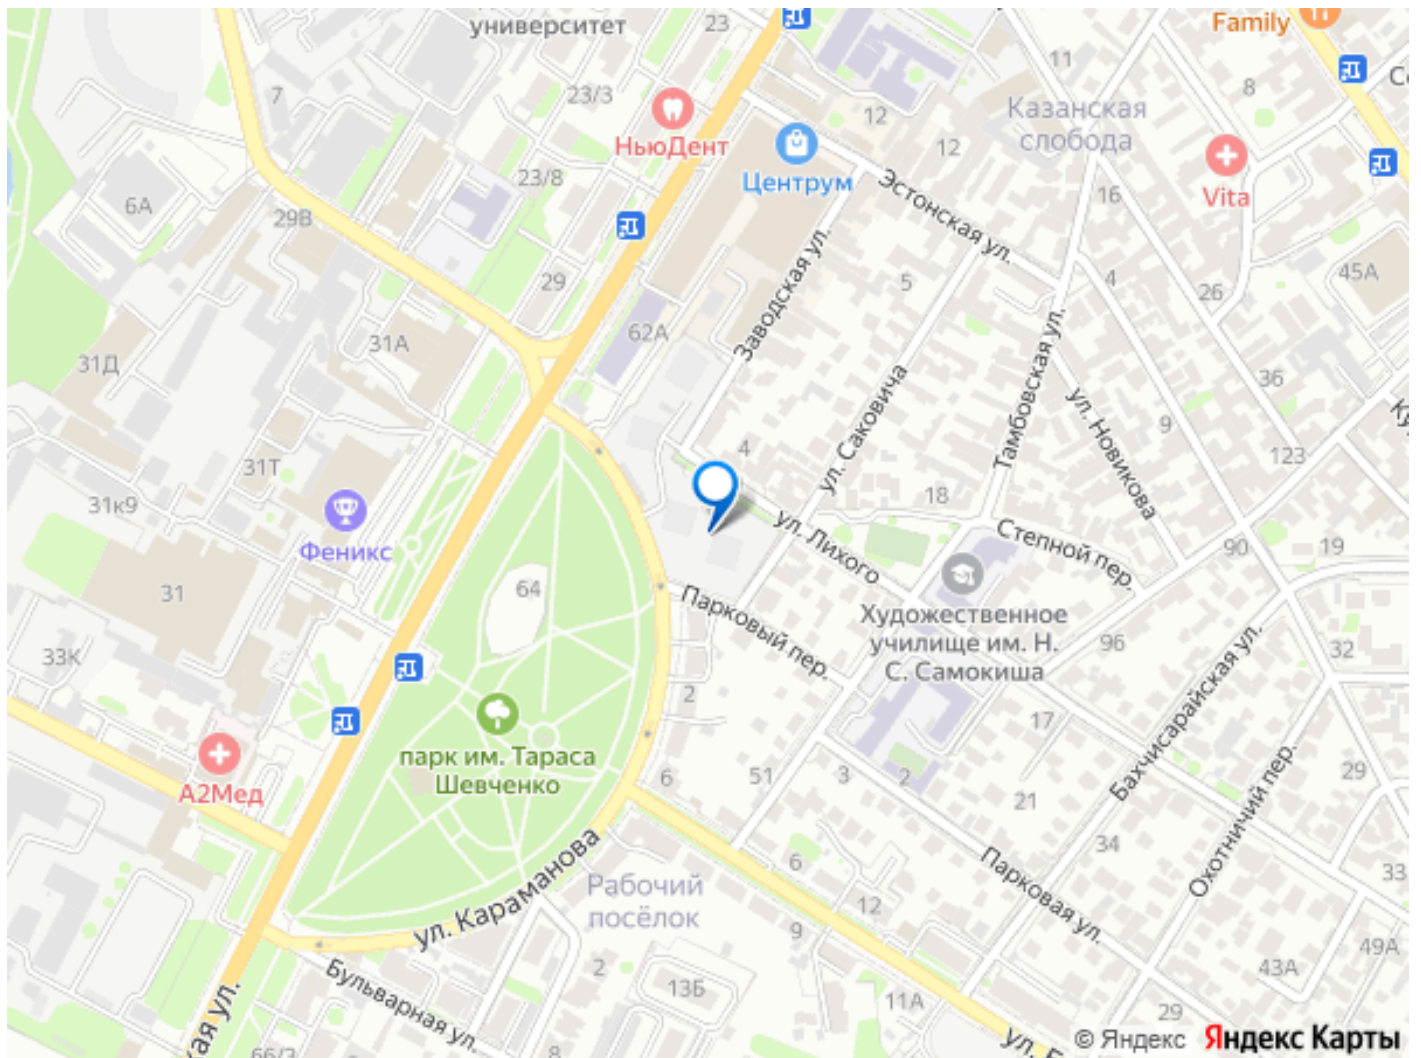 университет
23
Family
11
8
23/3
7
12
НьюДент
Казанская
слобода
12
Центрум
Vita
23/8
6А
29В
Эстонская ул.
16
Заводская ул.
5
4
45А
29
26
62А
31А
31Д
Тамбовская ул.
36
ул. Саковича
ул. Новикова
9
4
123
31Т
31к9
18
Феникс
ул. Лихого
Степной пер.
90
19
64
31
Парковый пер.
Художественное
училище им. Н.
С. Самокиша
96
32
33К
2
17
Бахчисарайская ул.
парк им. Тараса
Шевченко
А2Мед
6
51
3
2
21
29
Охотничий пер.
34
ул. Караманова
Рабочий
посёлок
6
12
33
Парковая ул.
9
49А
Бульварная ул.
2
13Б
11А
43А
29
кая ул.
66/3
8
© Яндекс Яндекс Карты